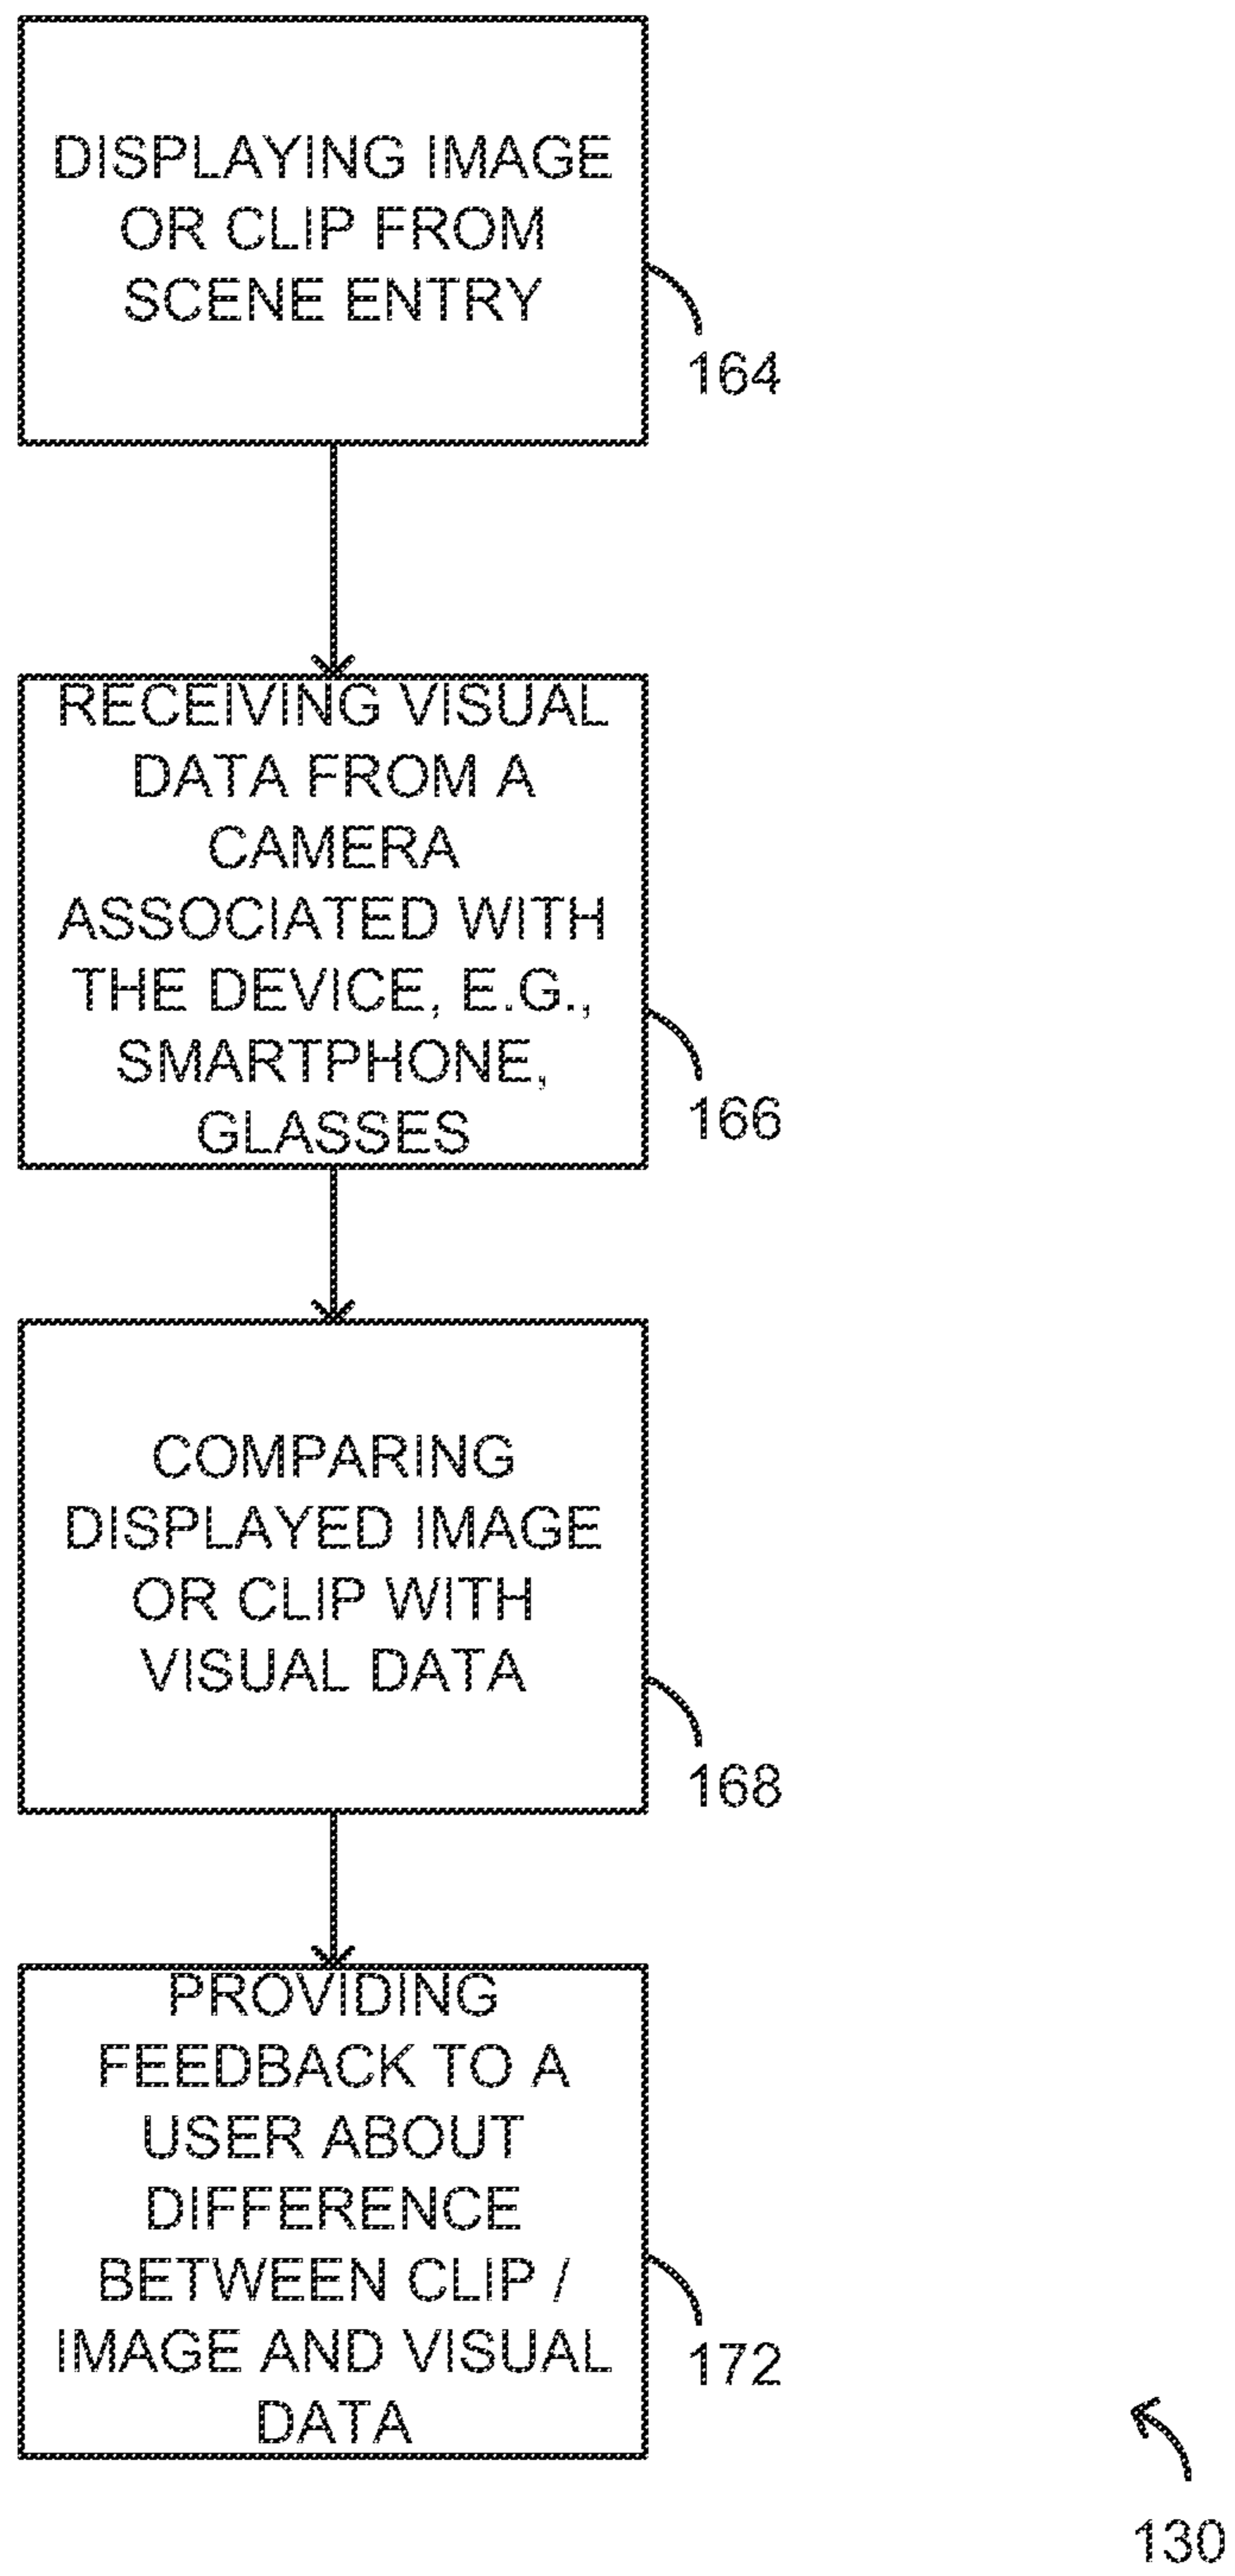 DISPLAYING IMAGE
OR CLIP FROM
SCENE ENTRY
164
RECEIVING VISUAL
DATA FROM A
CAMERA
ASSOCIATED WITH
THE DEVICE, E.G.,
SMARTPHONE,
GLASSES
166
COMPARING
DISPLAYED IMAGE
OR CLIP WITH
VISUAL DATA
168
PROVIDING
FEEDBACK TO A
USER ABOUT
DIFFERENCE
BETWEEN CLIP /
IMAGE AND VISUAL
DATA
172
130